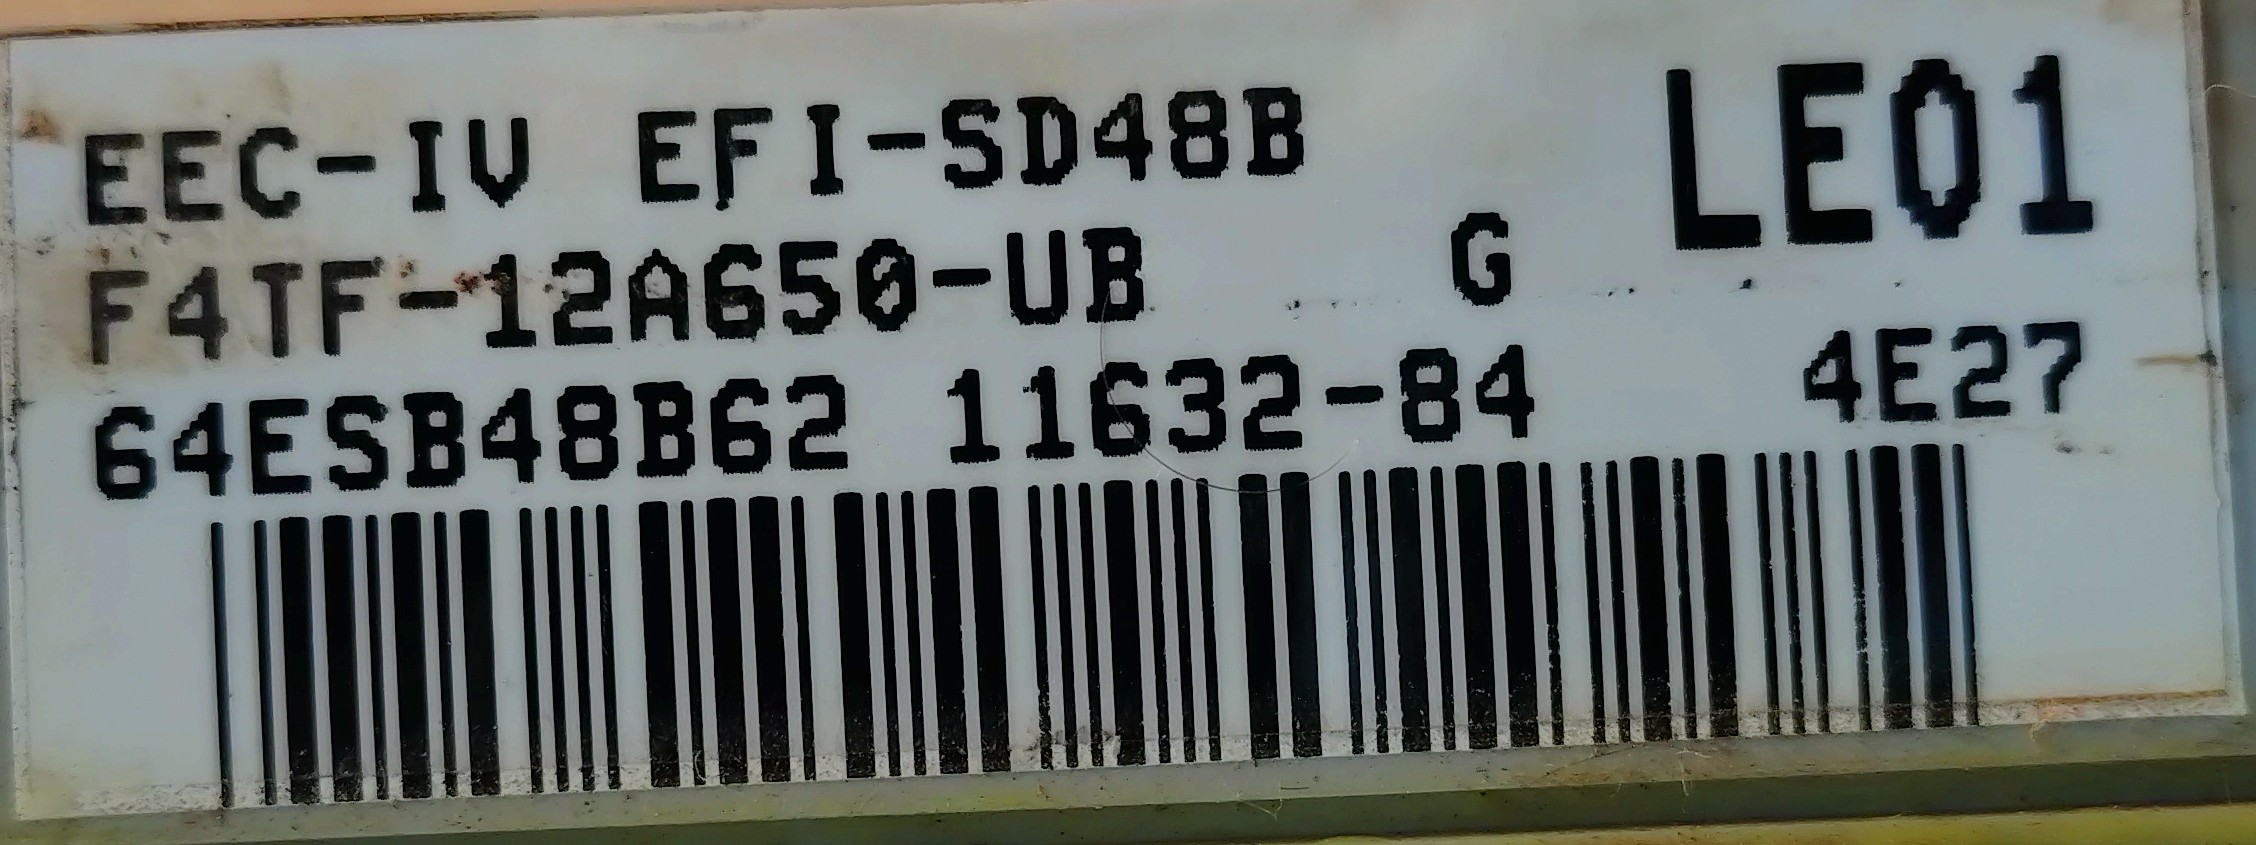 EEC-IV EFI-SD48B LE01
F4TF-12A650-UB G
64ESB48B62 11632-84 4E27